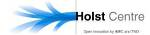 Holst Centre
Open Innovation by IMEC and TNO